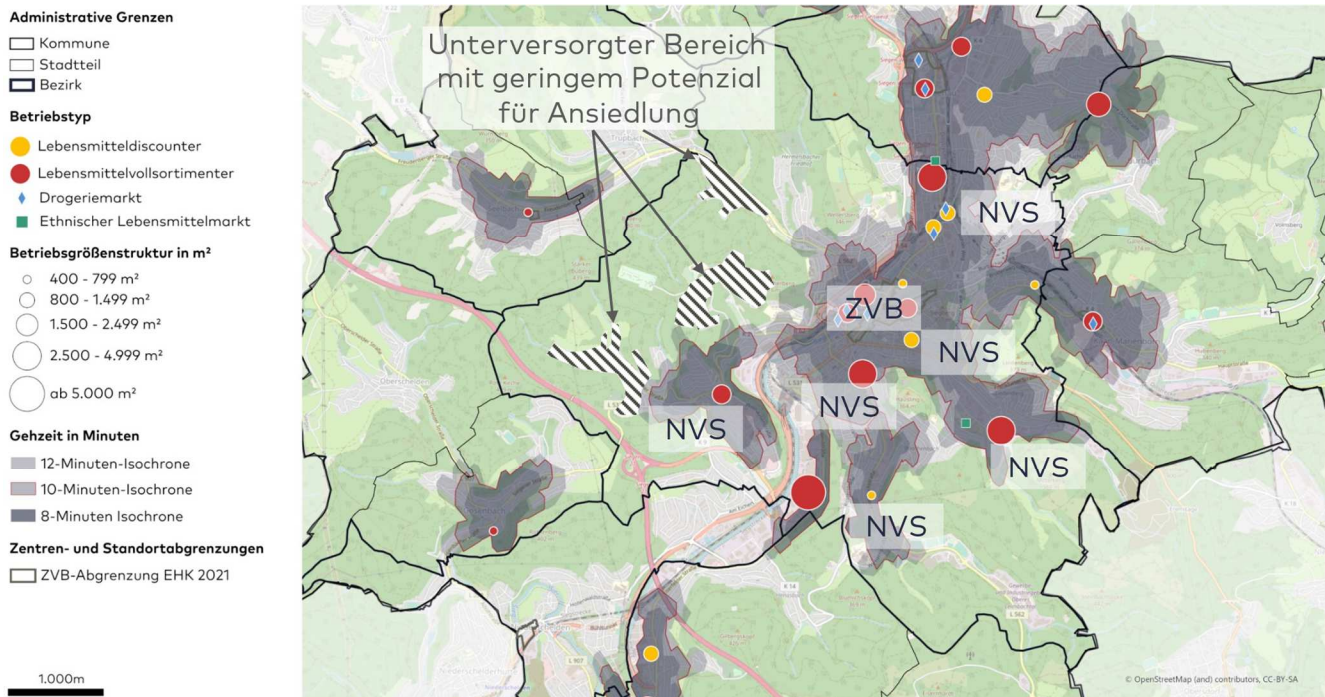 Administrative Grenzen
Kommune
Stadtteil
Bezirk
Betriebstyp
Lebensmitteldiscounter
Lebensmittelvollsortimenter
Drogeriemarkt
Ethnischer Lebensmittelmarkt
Betriebsgrößenstruktur in m²
400 - 799 m²
800 - 1.499 m²
1.500 - 2.499 m²
2.500 - 4.999 m²
ab 5.000 m²
Gehzeit in Minuten
12-Minuten-Isochrone
10-Minuten-Isochrone
8-Minuten Isochrone
Zentren- und Standortabgrenzungen
ZVB-Abgrenzung EHK 2021
1.000m
Unterversorgter Bereich
mit geringem Potenzial
für Ansiedlung
Trupbach
NVS
ZVB
NVS
NVS
NVS
NVS
NVS
K 14
L 562
L 907
© OpenStreetMap (and) contributors, CC-BY-SA